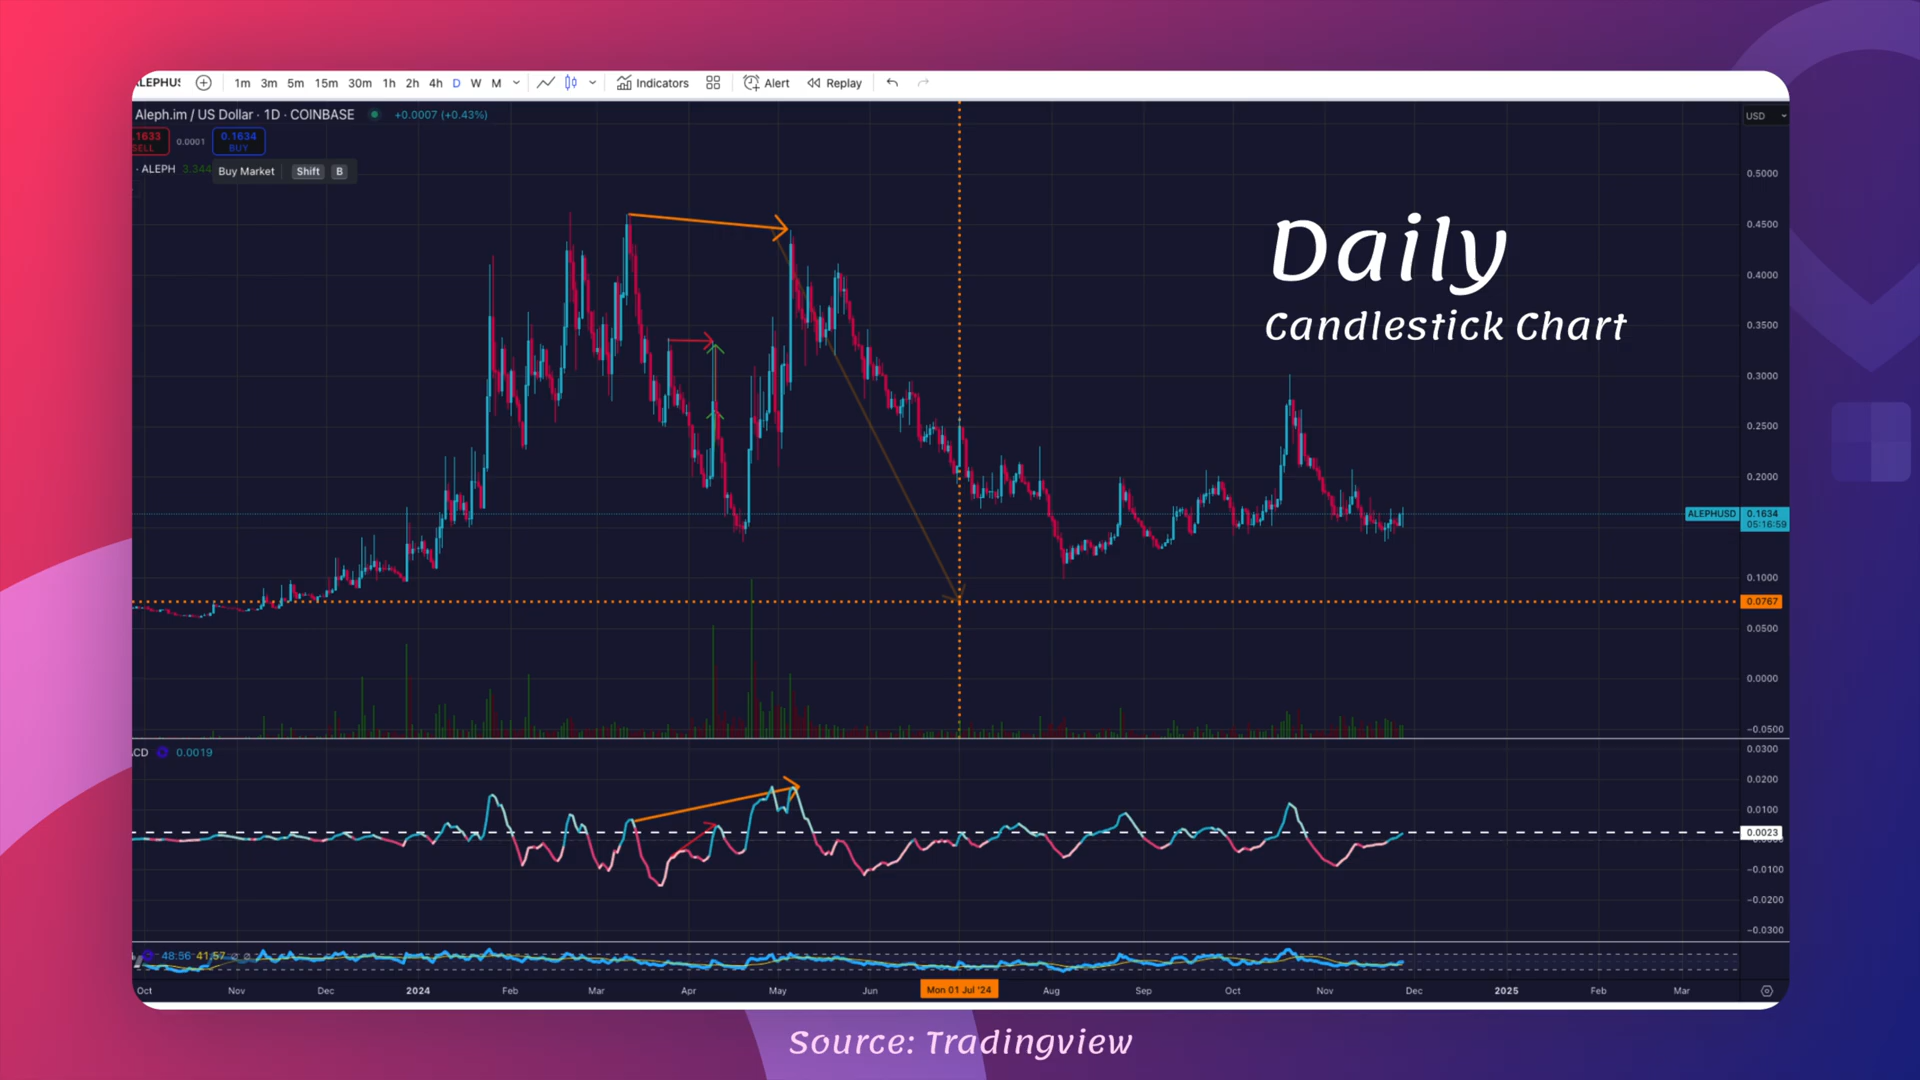 LEPHUS 1m 3m 5m 15m 30m 1h 2h 4h D W M Indicators Alert Replay
Aleph.im / US Dollar · 1D · COINBASE +0.0007 (+0.43%)
USD
.1633 SELL 0.0001 0.1634 BUY
· ALEPH 3.344 Buy Market Shift B
Daily
Candlestick Chart
0.5000
0.4500
0.4000
0.3500
0.3000
0.2500
0.2000
ALEPHUSD 0.1634
05:16:59
0.1000
0.0767
0.0500
0.0000
−0.0500
CD 0.0019
0.0300
0.0200
0.0100
0.0023
−0.0100
−0.0200
−0.0300
48.56 41.57
Oct Nov Dec 2024 Feb Mar Apr May Jun Mon 01 Jul '24 Aug Sep Oct Nov Dec 2025 Feb Mar
Source: Tradingview